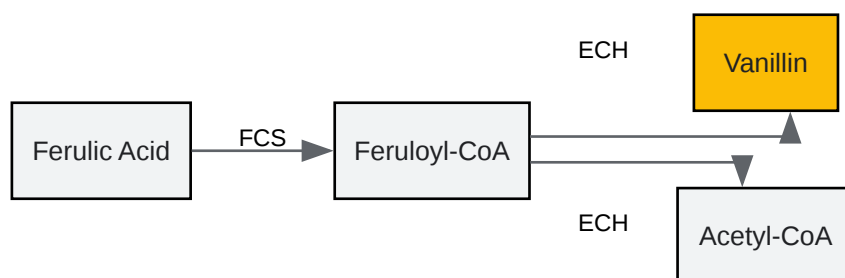 ECH
Vanillin
Ferulic Acid
FCS
Feruloyl-CoA
ECH
Acetyl-CoA